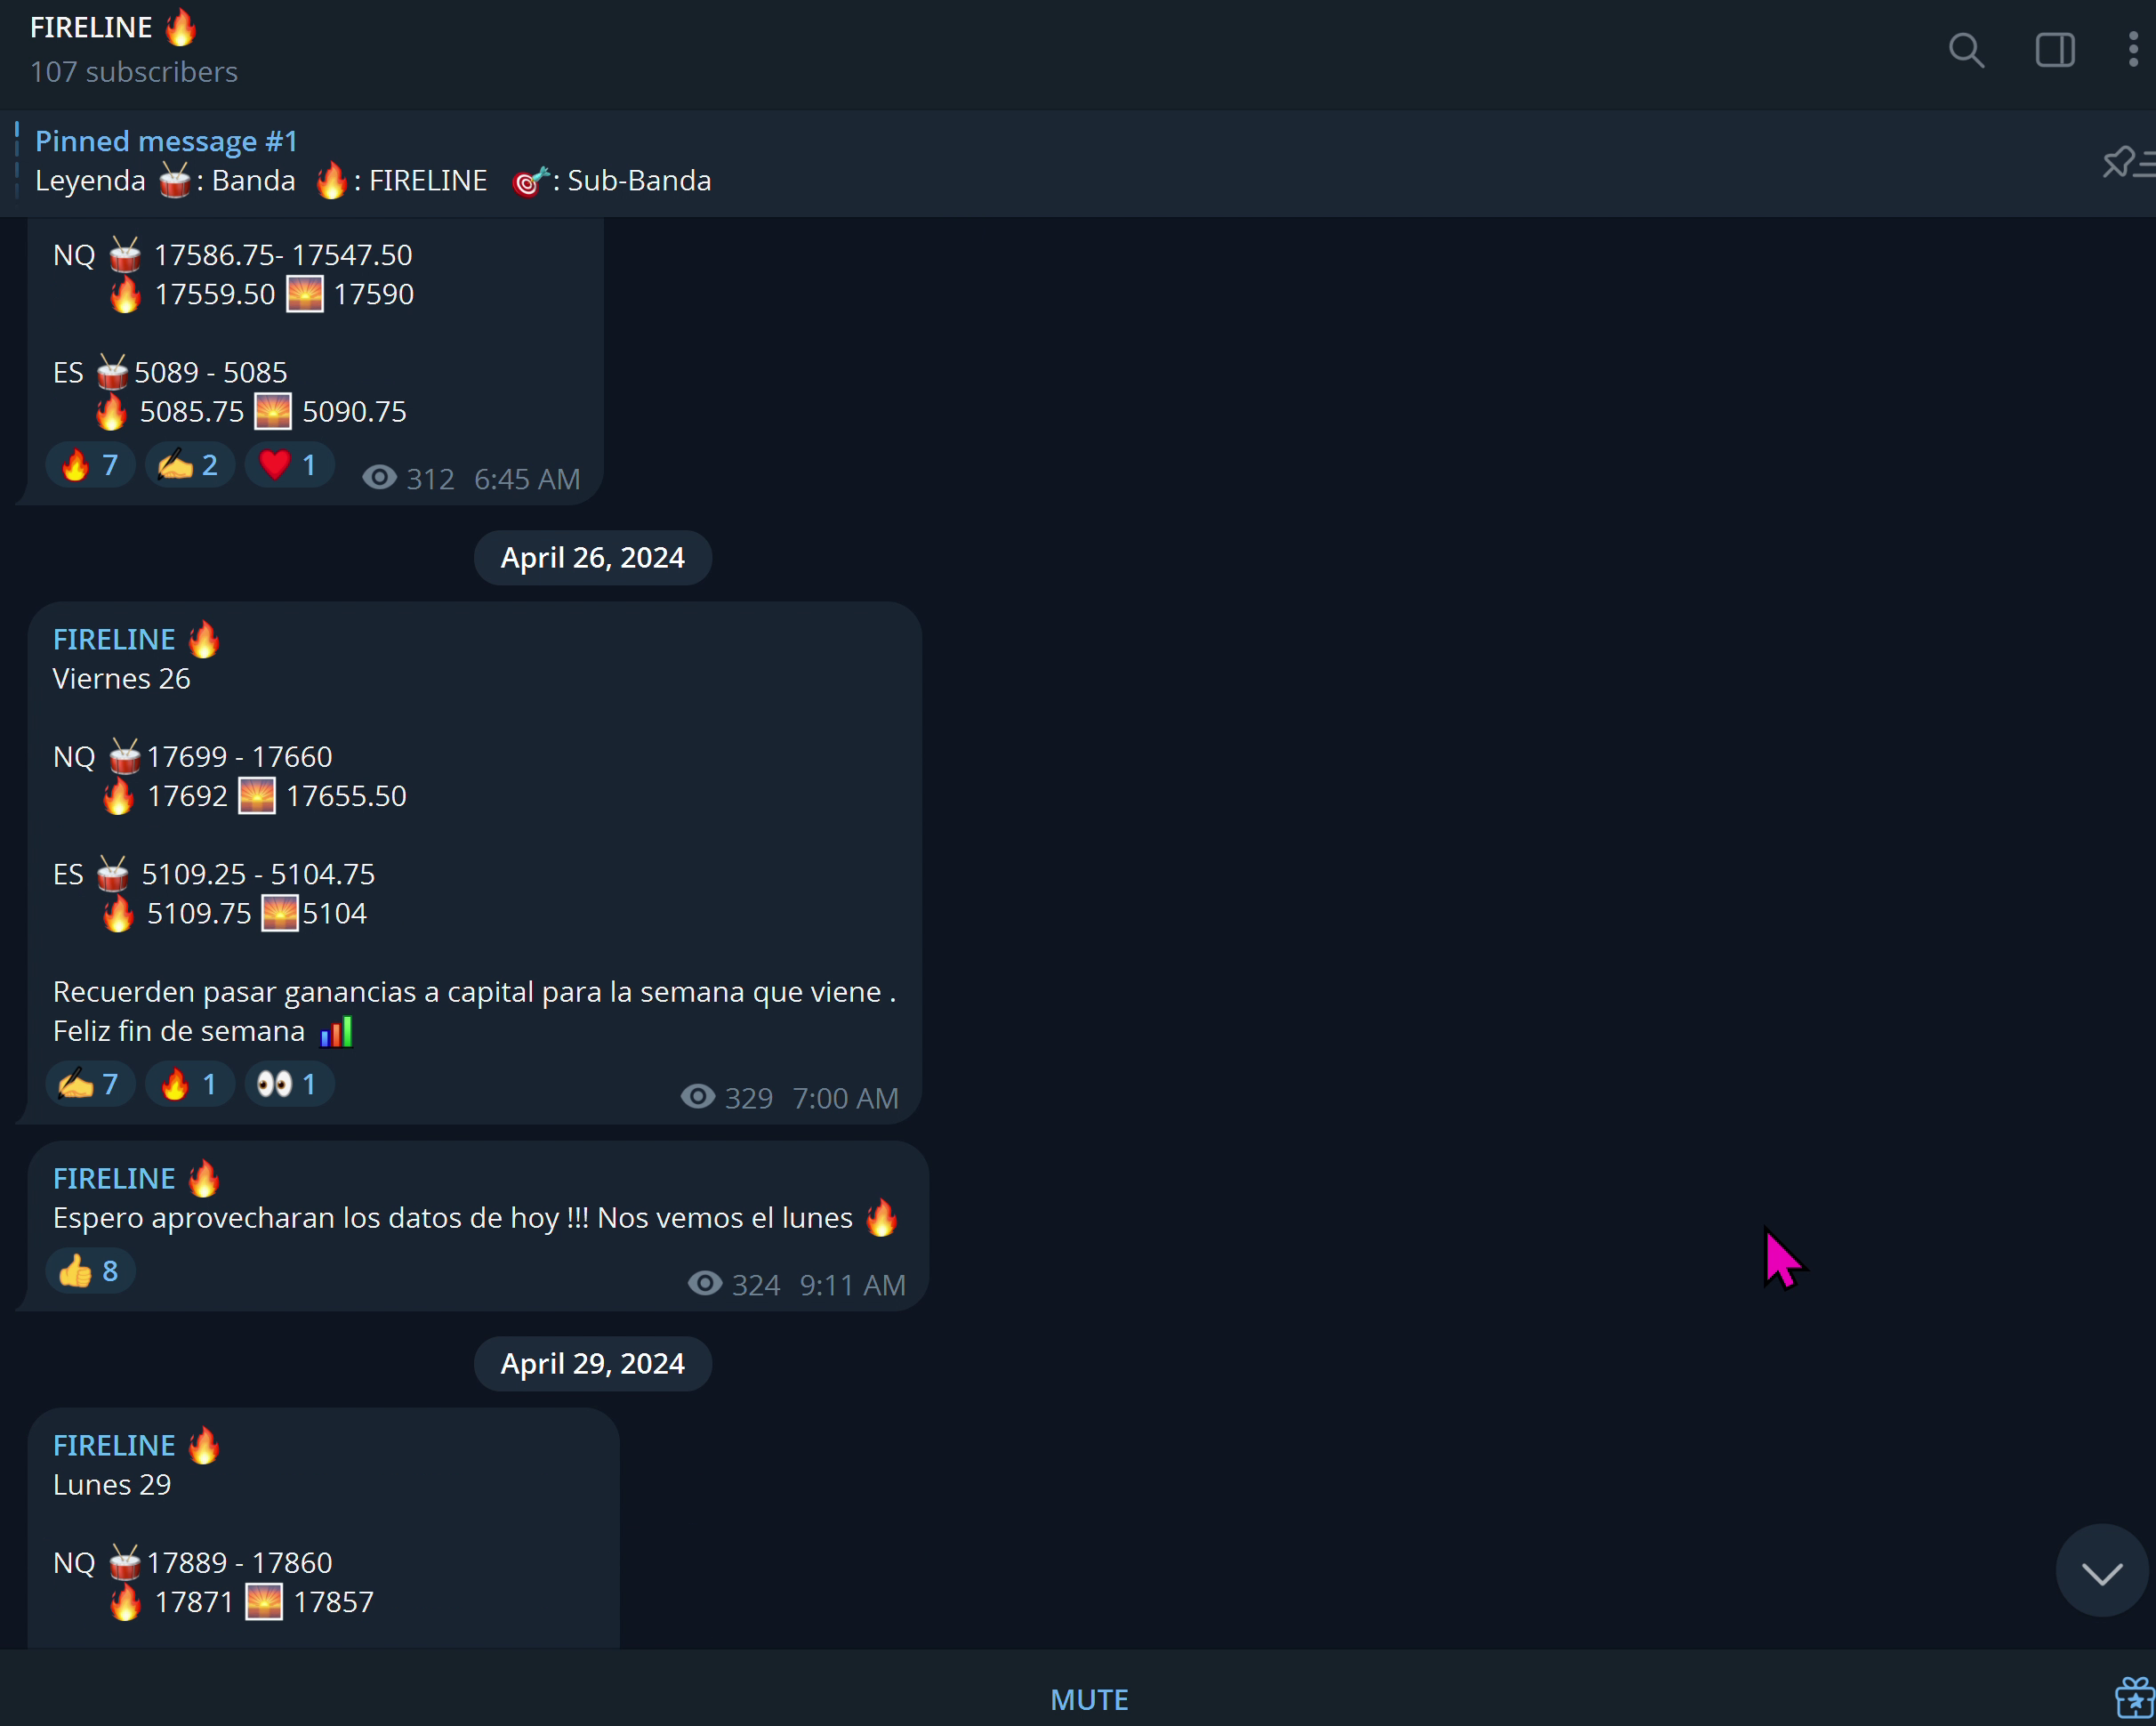 FIRELINE 🔥
107 subscribers
Pinned message #1
Leyenda 🥁: Banda 🔥: FIRELINE 🎯: Sub-Banda
NQ 🥁 17586.75- 17547.50
🔥 17559.50 🌅 17590
ES 🥁5089 - 5085
🔥 5085.75 🌅 5090.75
🔥 7 ✍️ 2 ❤️ 1 312 6:45 AM
April 26, 2024
FIRELINE 🔥
Viernes 26
NQ 🥁17699 - 17660
🔥 17692 🌅 17655.50
ES 🥁 5109.25 - 5104.75
🔥 5109.75 🌅5104
Recuerden pasar ganancias a capital para la semana que viene .
Feliz fin de semana 📊
✍️ 7 🔥 1 👀 1 329 7:00 AM
FIRELINE 🔥
Espero aprovecharan los datos de hoy !!! Nos vemos el lunes 🔥
👍 8 324 9:11 AM
April 29, 2024
FIRELINE 🔥
Lunes 29
NQ 🥁17889 - 17860
🔥 17871 🌅 17857
MUTE